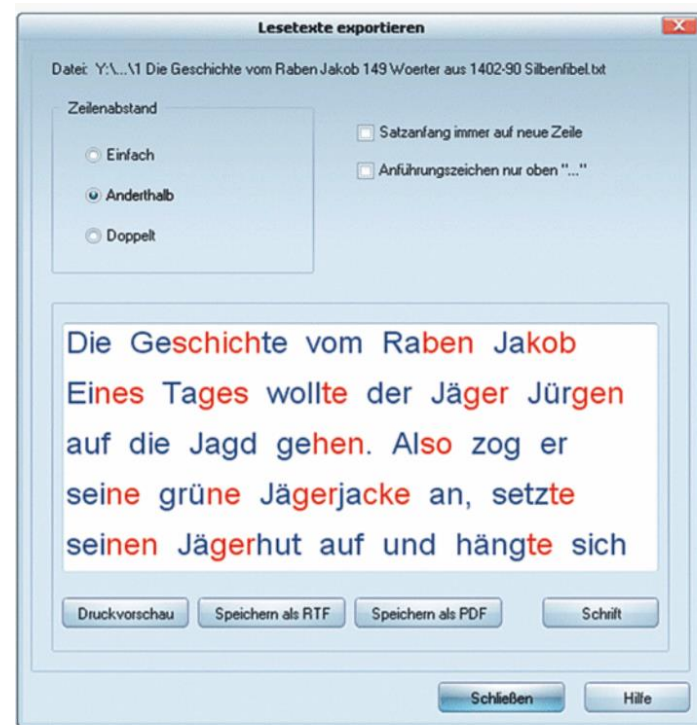 Lesetexte exportieren
Datei: Y:\...\1 Die Geschichte vom Raben Jakob 149 Woerter aus 1402-90 Silbenfibel.txt
Zeilenabstand
Einfach
Anderthalb
Doppelt
Satzanfang immer auf neue Zeile
Anführungszeichen nur oben "..."
Die Geschichte vom Raben Jakob
Eines Tages wollte der Jäger Jürgen
auf die Jagd gehen. Also zog er
seine grüne Jägerjacke an, setzte
seinen Jägerhut auf und hängte sich
Druckvorschau Speichern als RTF Speichern als PDF Schrift
Schließen Hilfe